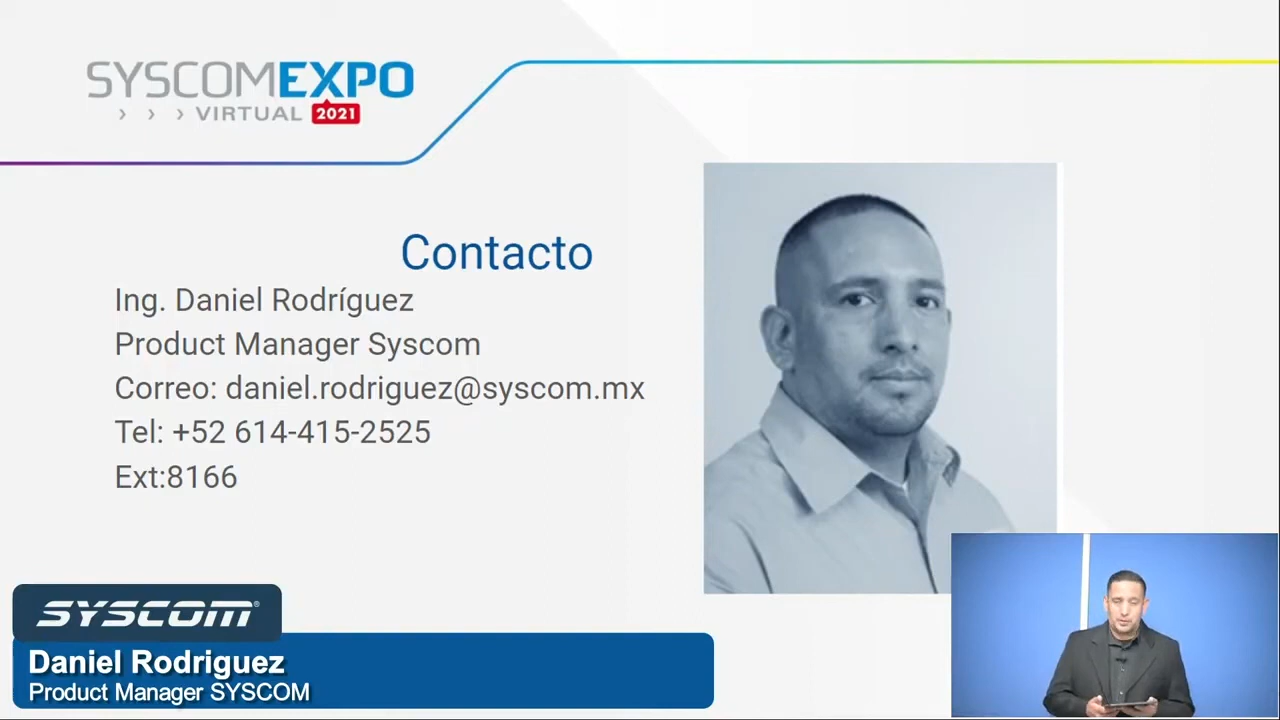 SYSCOMEXPO
› › › VIRTUAL 2021
Contacto
Ing. Daniel Rodríguez
Product Manager Syscom
Correo: daniel.rodriguez@syscom.mx
Tel: +52 614-415-2525
Ext:8166
SYSCOM®
Daniel Rodriguez
Product Manager SYSCOM